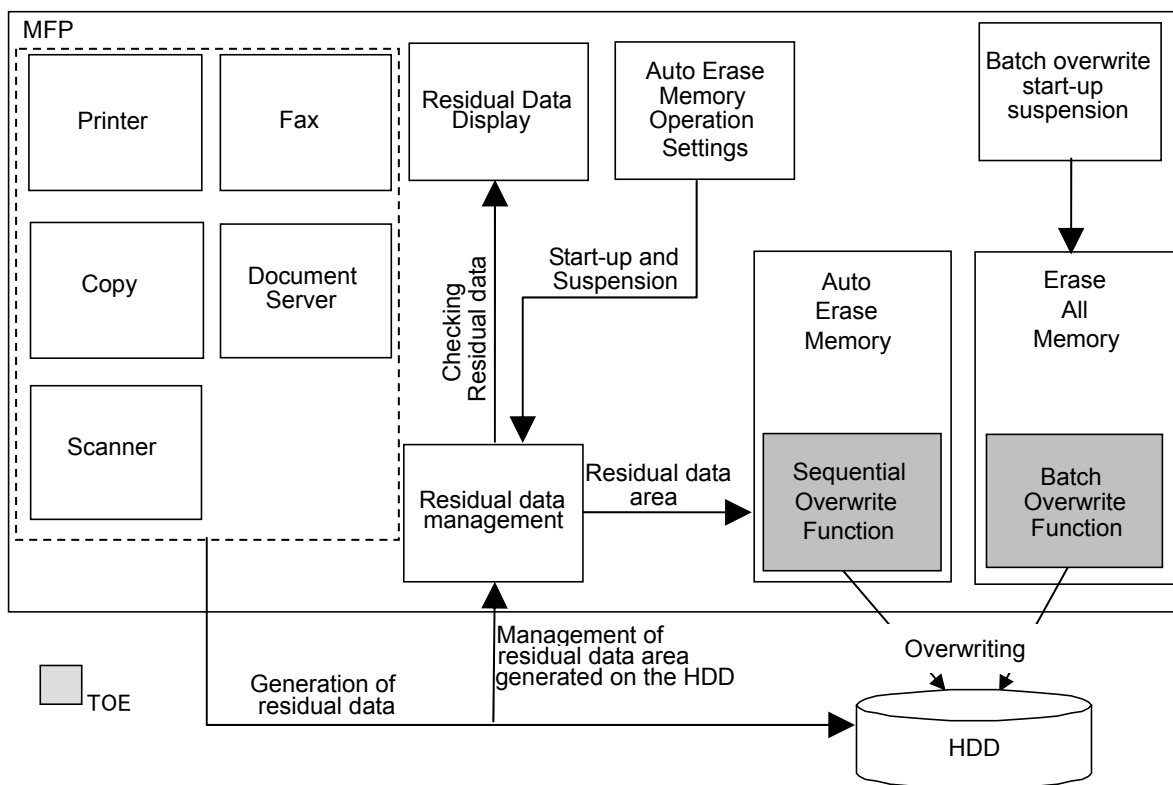 MFP
Printer
Fax
Copy
Document
Server
Scanner
Residual Data
Display
Auto Erase
Memory
Operation
Settings
Batch overwrite
start-up
suspension
Checking
Residual data
Start-up and
Suspension
Residual data
management
Residual data
area
Auto
Erase
Memory
Sequential
Overwrite
Function
Erase
All
Memory
Batch
Overwrite
Function
Management of
residual data area
generated on the HDD
Overwriting
TOE
Generation of
residual data
HDD